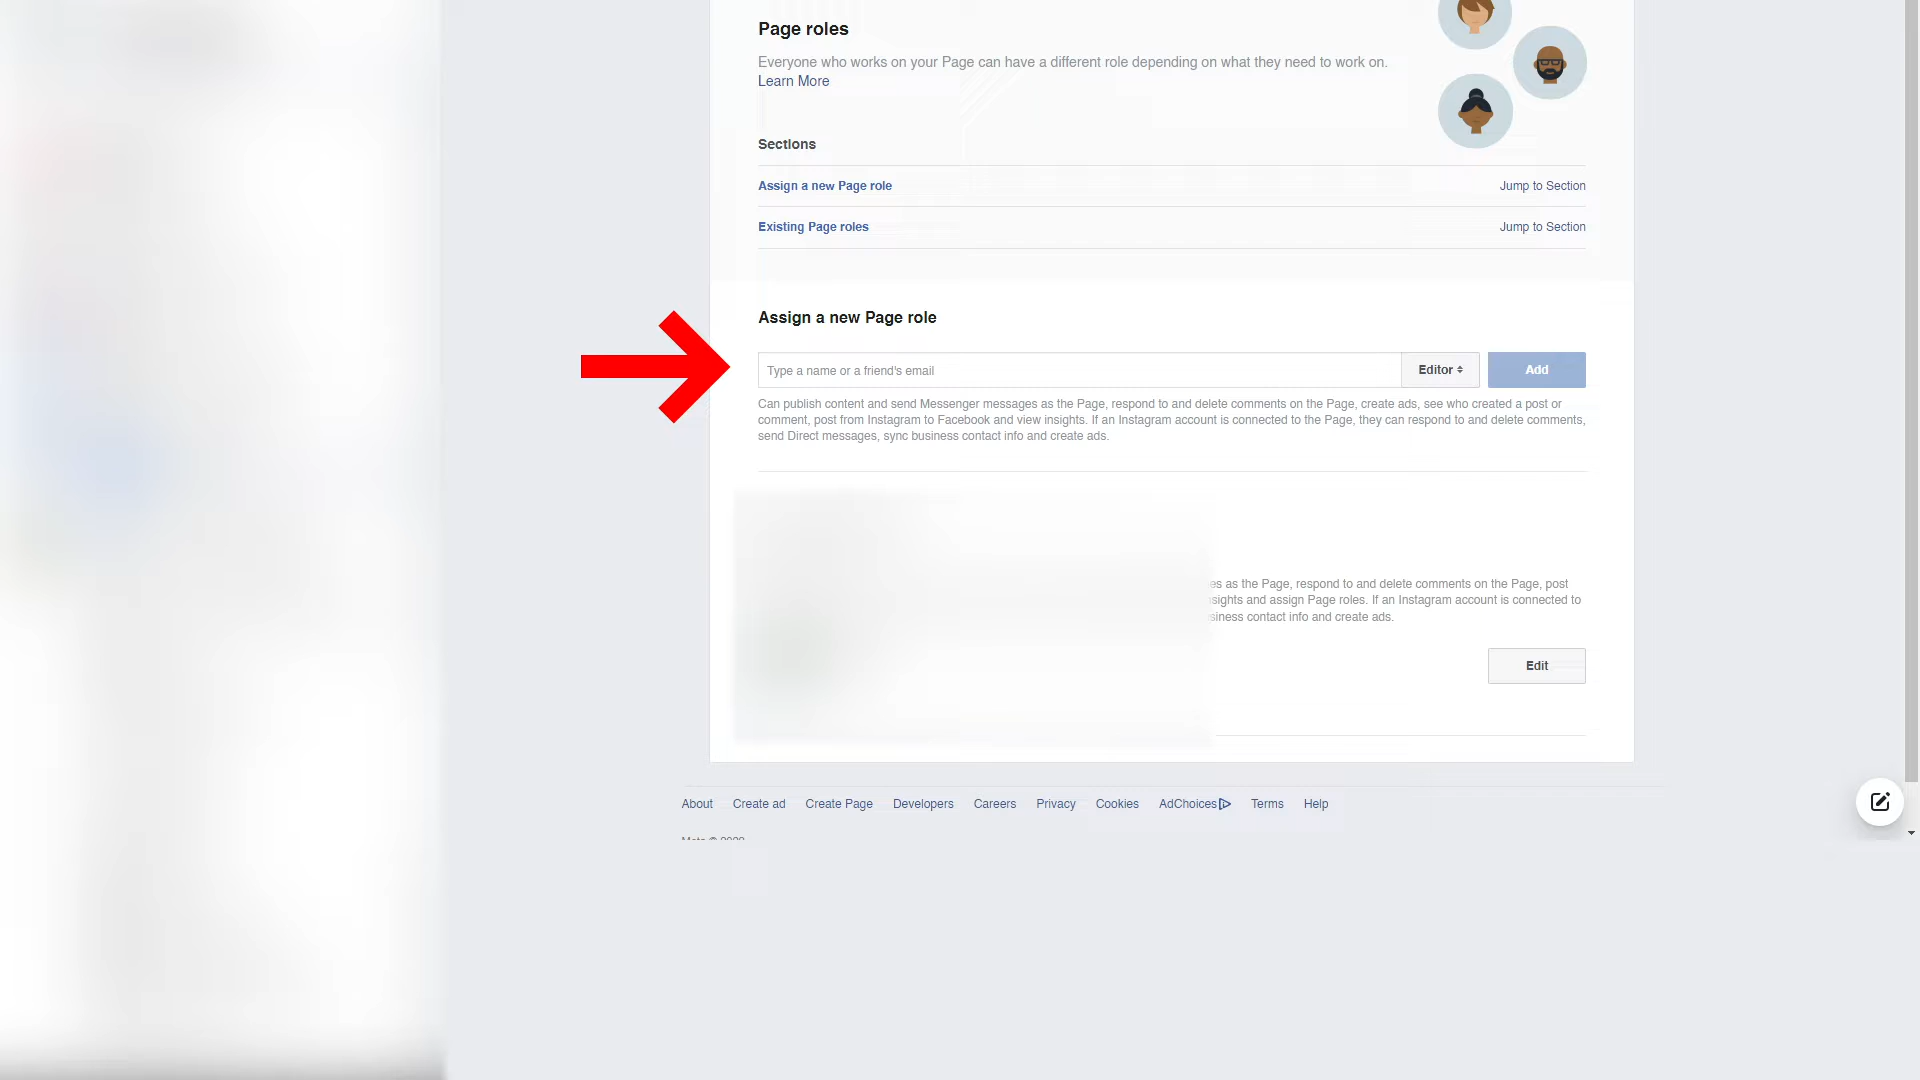 Page roles
Everyone who works on your Page can have a different role depending on what they need to work on.
Learn More
Sections
Assign a new Page role Jump to Section
Existing Page roles Jump to Section
Assign a new Page role
Type a name or a friend's email Editor Add
Can publish content and send Messenger messages as the Page, respond to and delete comments on the Page, create ads, see who created a post or
comment, post from Instagram to Facebook and view insights. If an Instagram account is connected to the Page, they can respond to and delete comments,
send Direct messages, sync business contact info and create ads.
as the Page, respond to and delete comments on the Page, post
and assign Page roles. If an Instagram account is connected to
contact info and create ads.
Edit
About Create ad Create Page Developers Careers Privacy Cookies AdChoices Terms Help